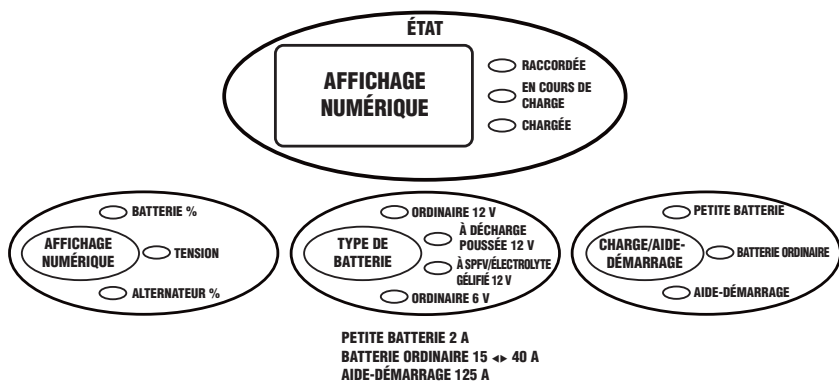 ÉTAT
AFFICHAGE
NUMÉRIQUE
RACCORDÉE
EN COURS DE
CHARGE
CHARGÉE
AFFICHAGE
NUMÉRIQUE
BATTERIE %
TENSION
ALTERNATEUR %
TYPE DE
BATTERIE
ORDINAIRE 12 V
À DÉCHARGE
POUSSÉE 12 V
À SPFV/ÉLECTROLYTE
GÉLIFIÉ 12 V
ORDINAIRE 6 V
CHARGE/AIDE-
DÉMARRAGE
PETITE BATTERIE
BATTERIE ORDINAIRE
AIDE-DÉMARRAGE
PETITE BATTERIE 2 A
BATTERIE ORDINAIRE 15 ◂▸ 40 A
AIDE-DÉMARRAGE 125 A